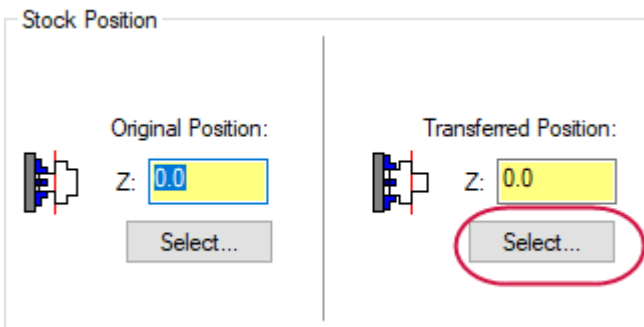 Stock Position
Original Position:
Z: 0.0
Select...
Transferred Position:
Z: 0.0
Select...